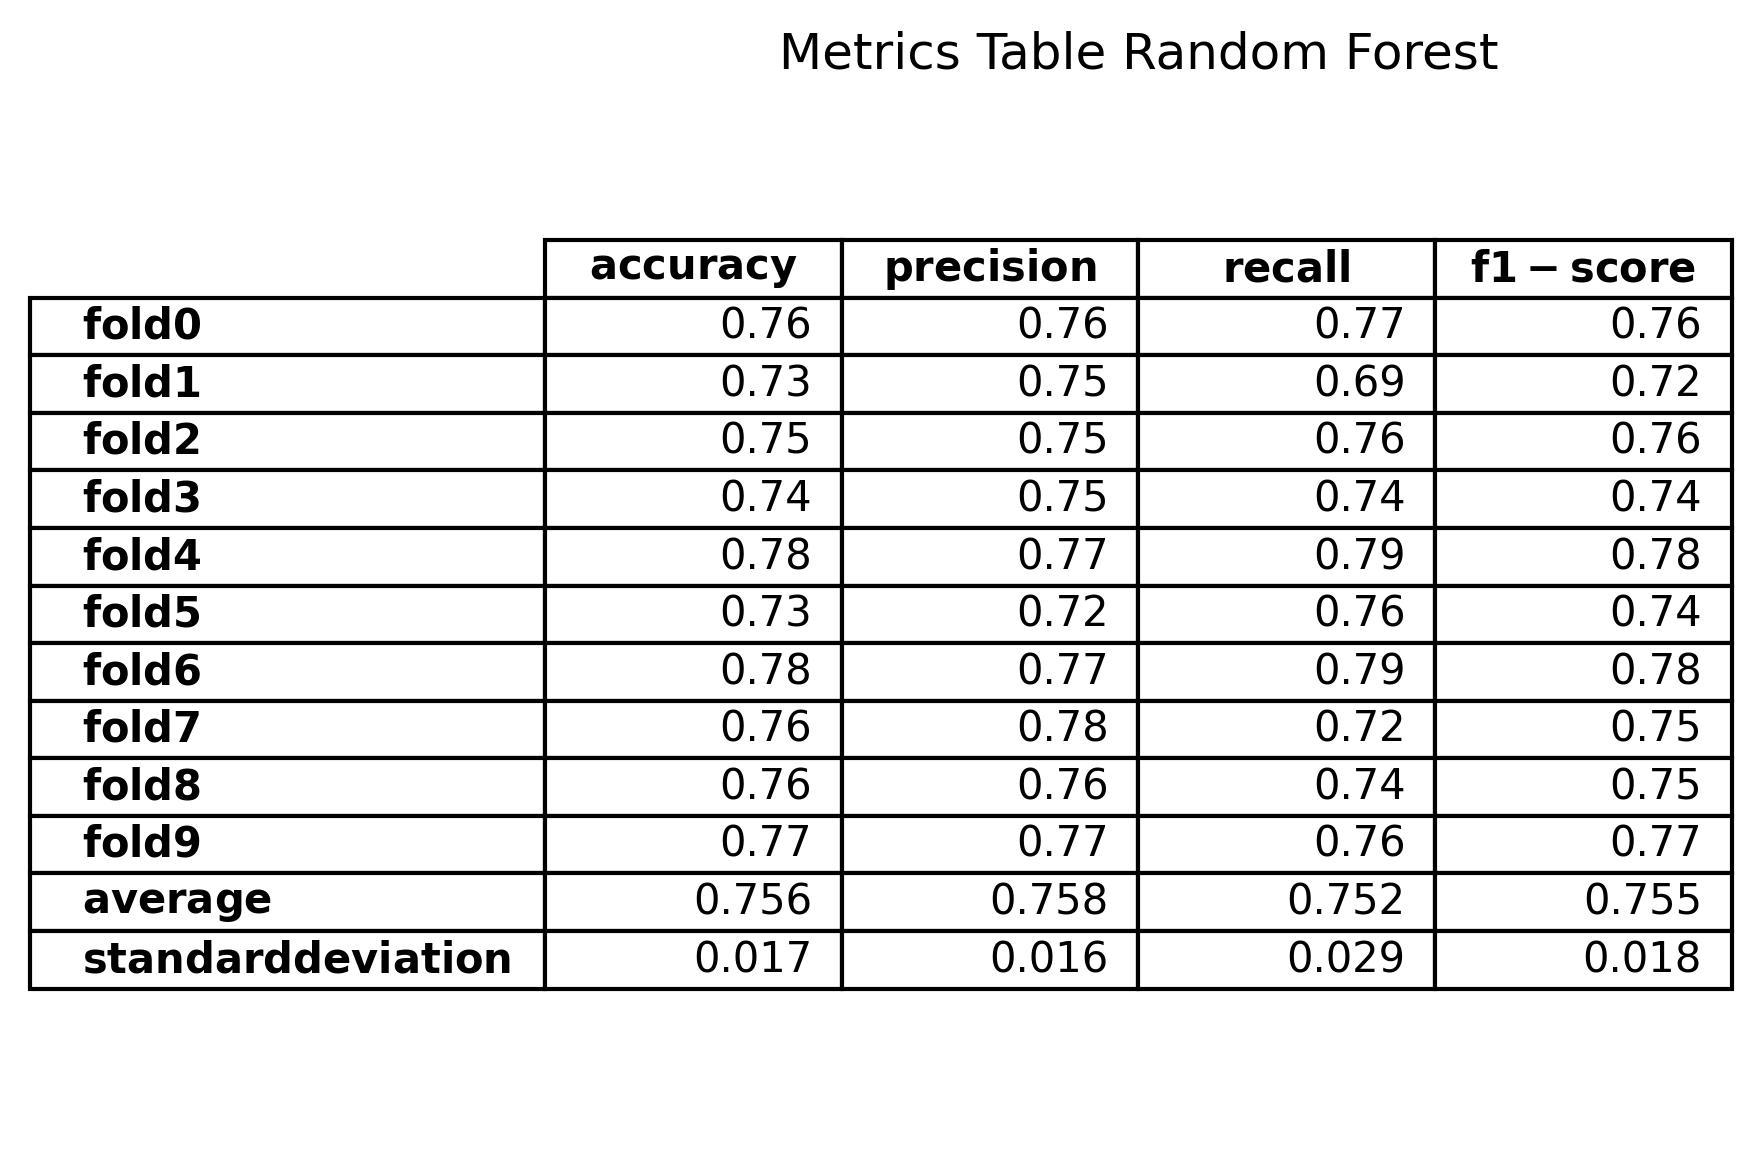 Metrics Table Random Forest
accuracy precision recall f1 − score
fold0 0.76 0.76 0.77 0.76
fold1 0.73 0.75 0.69 0.72
fold2 0.75 0.75 0.76 0.76
fold3 0.74 0.75 0.74 0.74
fold4 0.78 0.77 0.79 0.78
fold5 0.73 0.72 0.76 0.74
fold6 0.78 0.77 0.79 0.78
fold7 0.76 0.78 0.72 0.75
fold8 0.76 0.76 0.74 0.75
fold9 0.77 0.77 0.76 0.77
average 0.756 0.758 0.752 0.755
standarddeviation 0.017 0.016 0.029 0.018